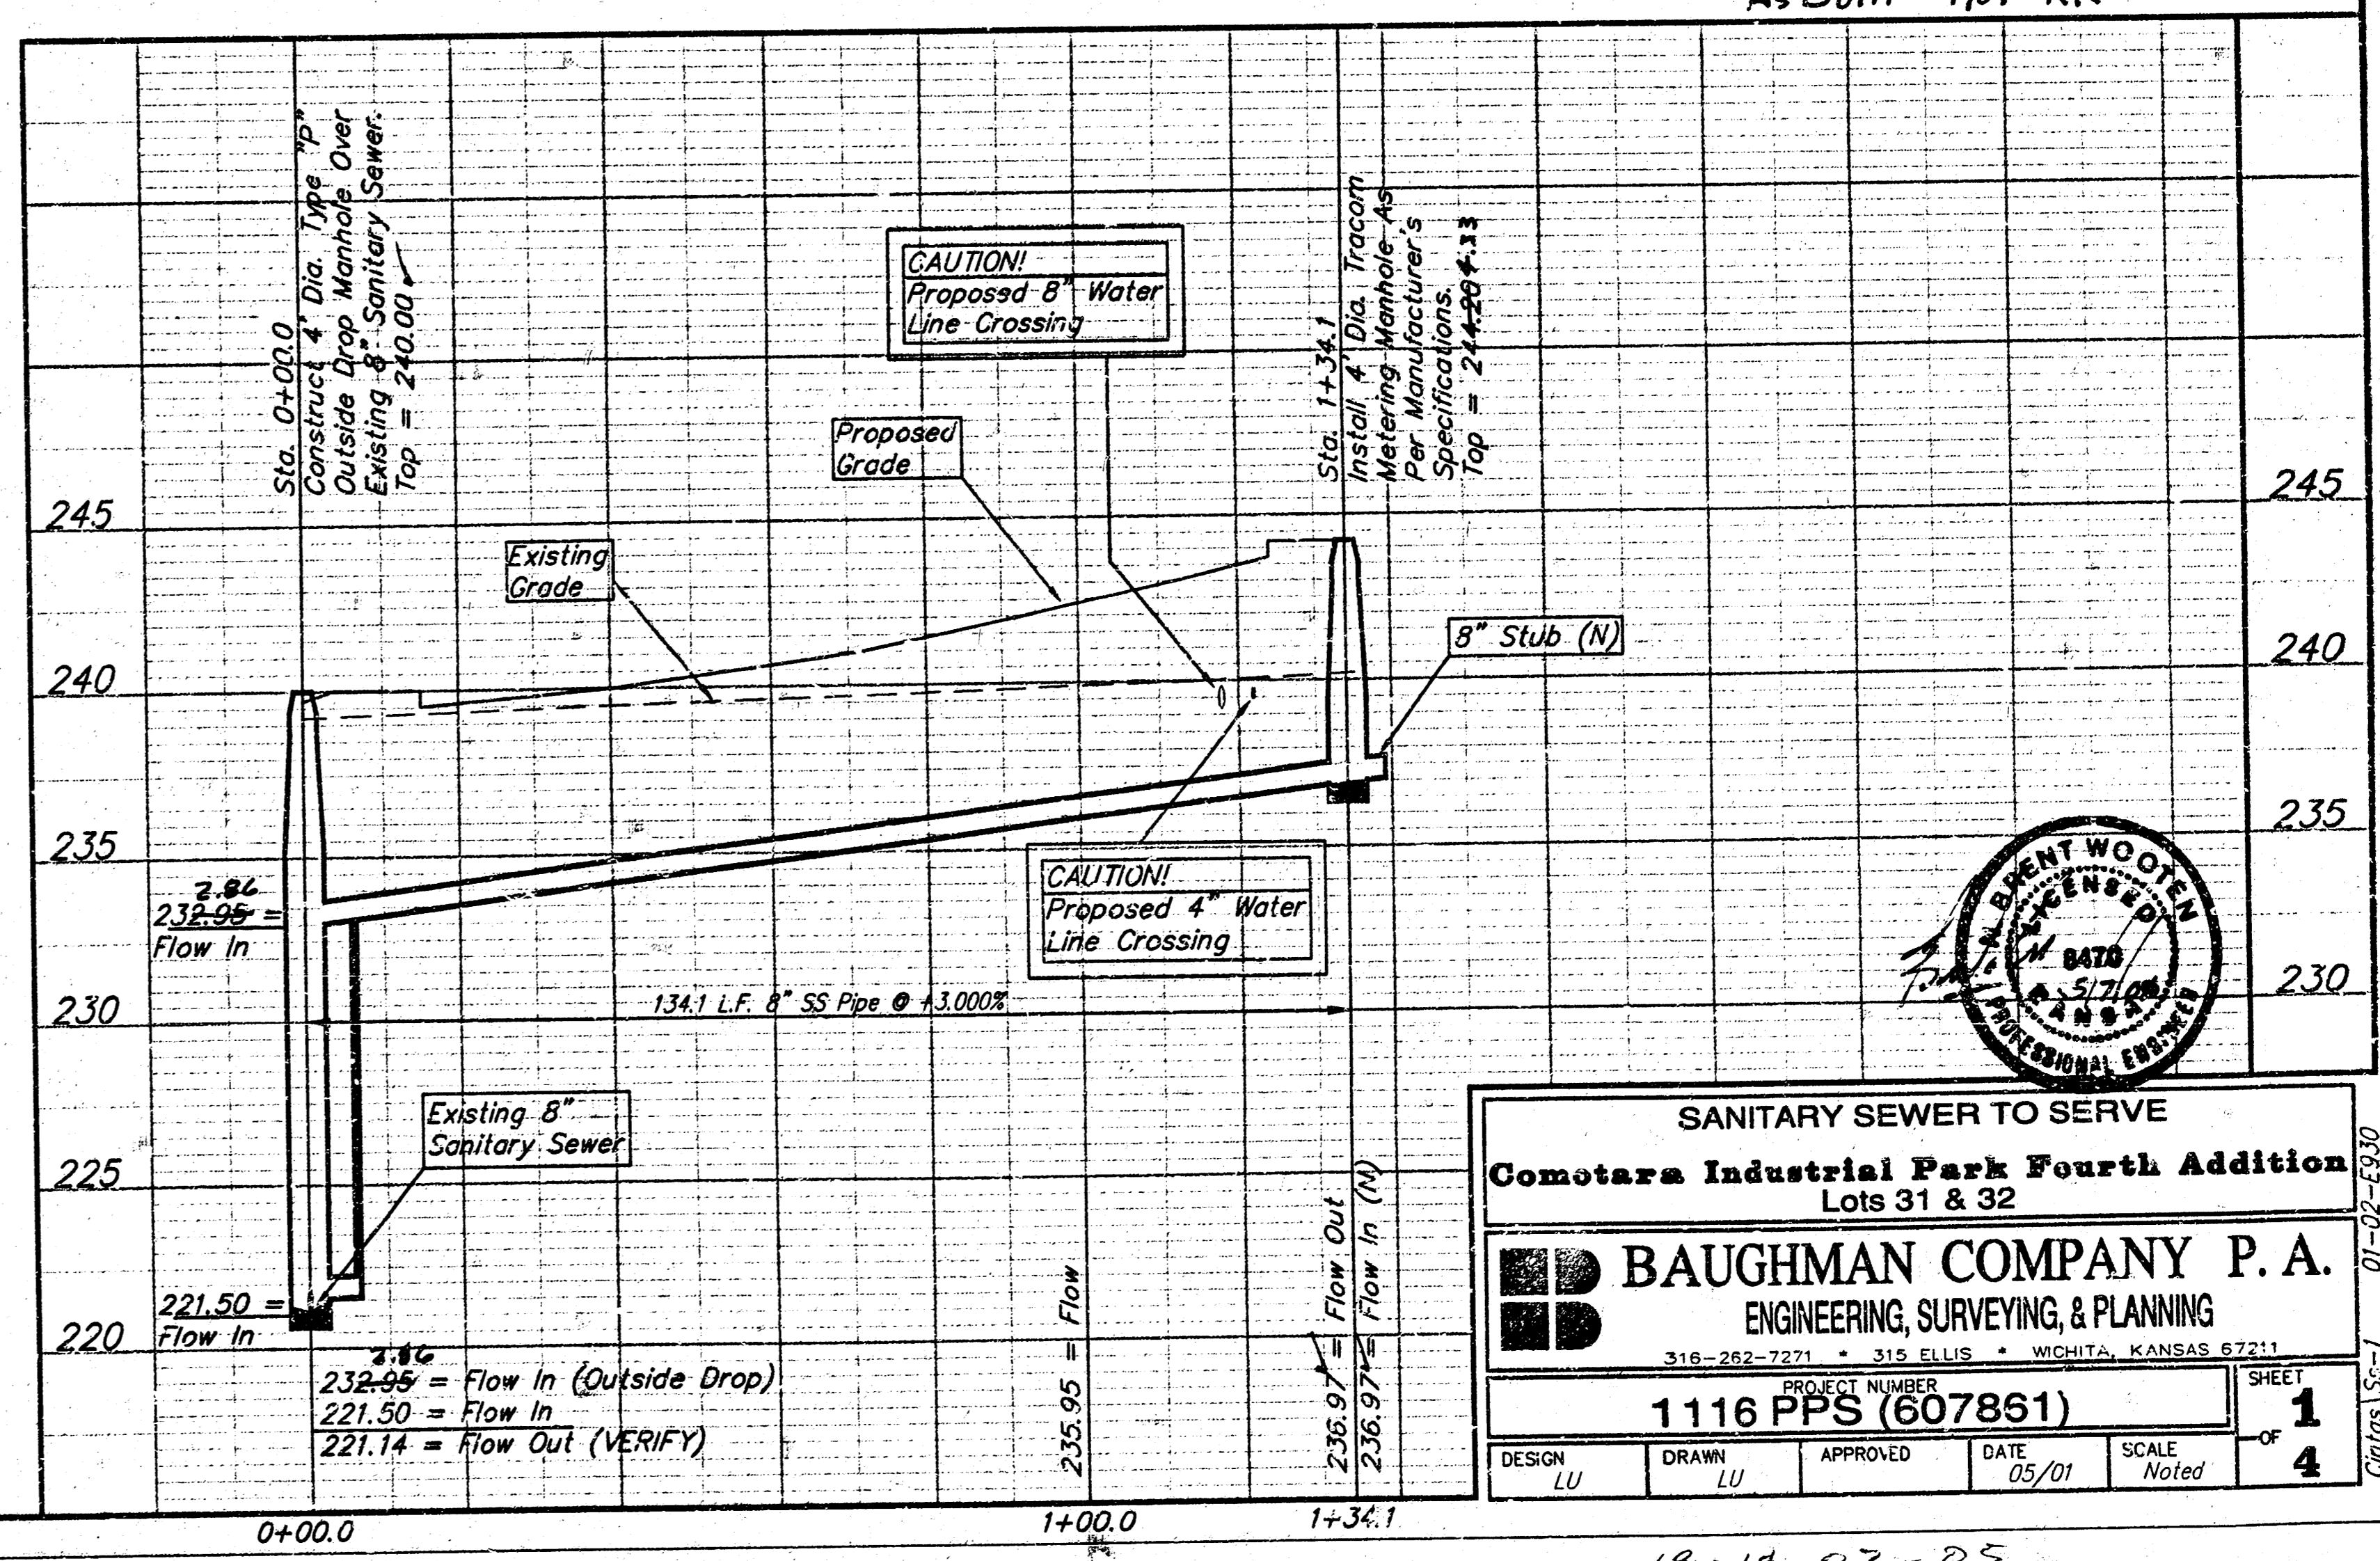 As Built
Sta. 0+00.0
Construct 4' Dia. Type "P"
Outside Drop Manhole Over
Existing 8" Sanitary Sewer.
Top = 240.00
CAUTION!
Proposed 8" Water
Line Crossing
Sta. 1+34.1
Install 4' Dia. Tracom
Metering Manhole As
Per Manufacturer's
Specifications.
Top = 244.20 4.33
Proposed
Grade
245
245
Existing
Grade
8" Stub (N)
240
240
235
235
2.86
232.95 =
Flow In
CAUTION!
Proposed 4" Water
Line Crossing
N. BRENT WOOTEN
LICENSED
8470
KANSAS
PROFESSIONAL ENGINEER
230
134.1 L.F. 8" SS Pipe @ +3.000%
230
Existing 8"
Sanitary Sewer
225
221.50 =
Flow In
220
2.86
232.95 = Flow In (Outside Drop)
221.50 = Flow In
221.14 = Flow Out (VERIFY)
235.95 = Flow
236.97 = Flow Out
236.97 = Flow In (N)
0+00.0
1+00.0
1+34.1
SANITARY SEWER TO SERVE
Comotara Industrial Park Fourth Addition
Lots 31 & 32
BAUGHMAN COMPANY P. A.
ENGINEERING, SURVEYING, & PLANNING
316-262-7271 * 315 ELLIS * WICHITA, KANSAS 67211
PROJECT NUMBER
1116 PPS (607861)
SHEET
1
OF
4
DESIGN
LU
DRAWN
LU
APPROVED
DATE
05/01
SCALE
Noted
01-02-E930